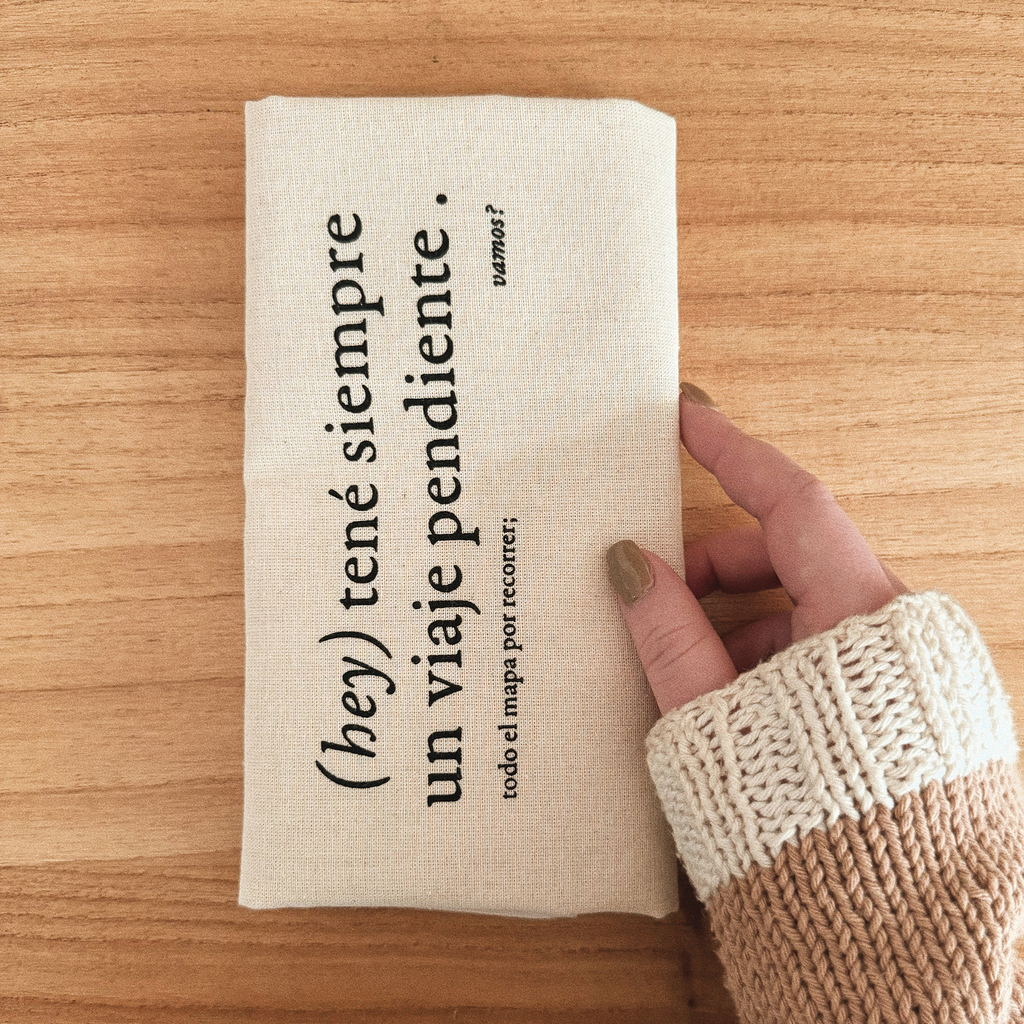 (hey) tené siempre
un viaje pendiente .
todo el mapa por recorrer;
vamos?